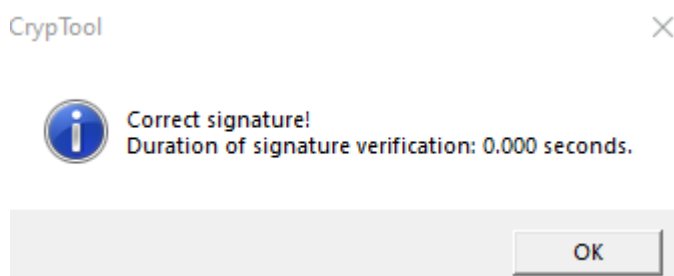 CrypTool
Correct signature!
Duration of signature verification: 0.000 seconds.
OK